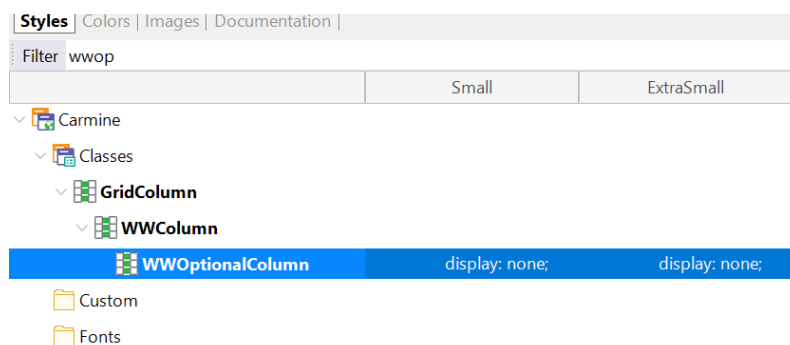 Styles | Colors | Images | Documentation |
Filter wwop
Small ExtraSmall
Carmine
Classes
GridColumn
WWColumn
WWOptionalColumn display: none; display: none;
Custom
Fonts